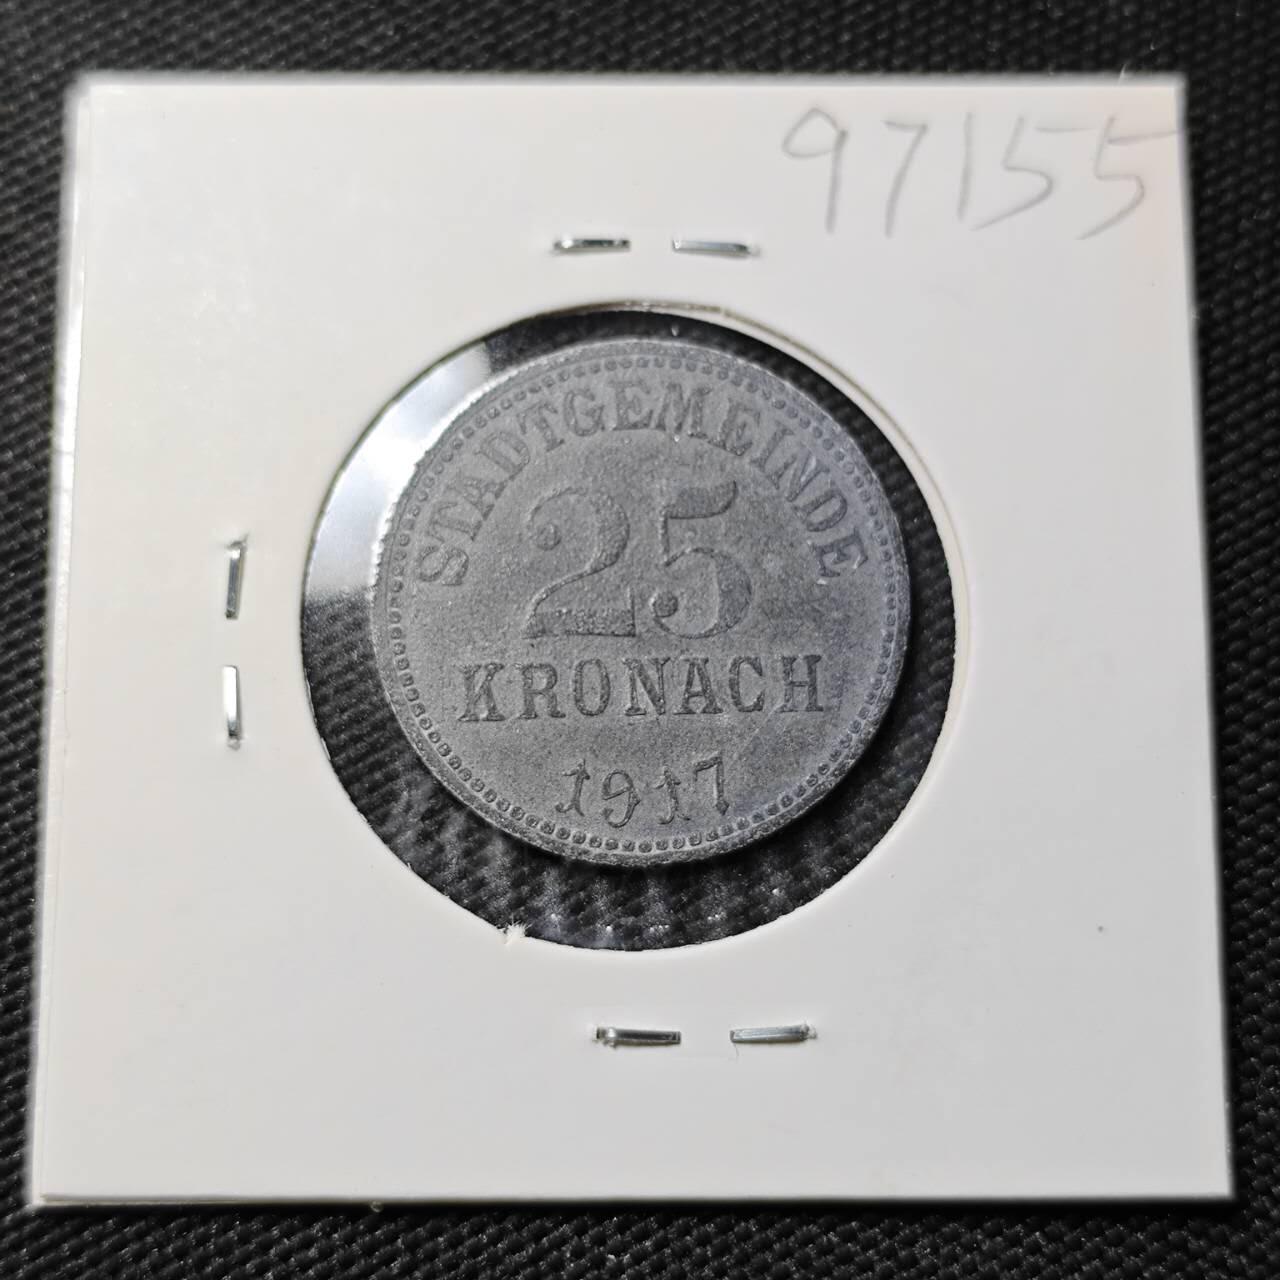 97155
STADTGEMEINDE
25
KRONACH
1917